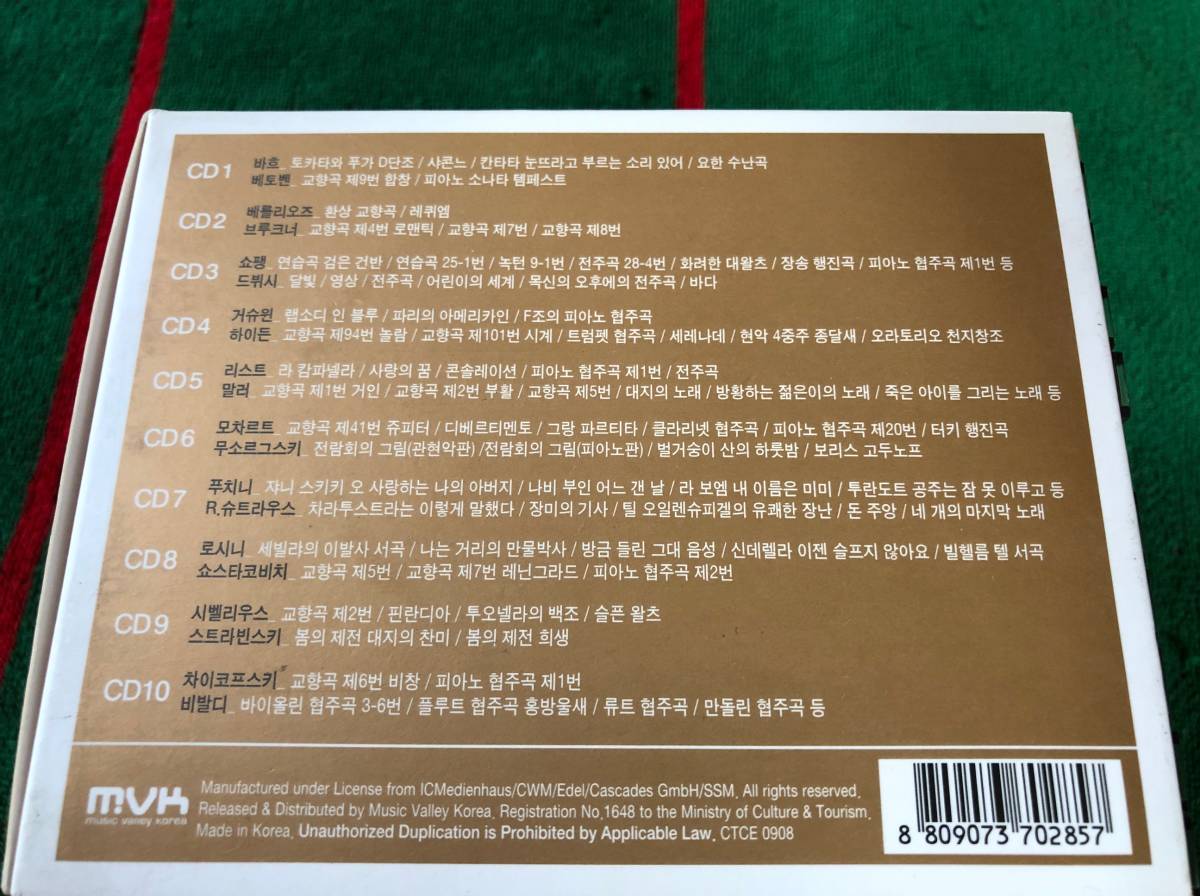 CD1 바흐_ 토카타와 푸가 D단조 / 샤콘느 / 칸타타 눈뜨라고 부르는 소리 있어 / 요한 수난곡
베토벤_ 교향곡 제9번 합창 / 피아노 소나타 템페스트
CD2 베를리오즈_ 환상 교향곡 / 레퀴엠
브루크너_ 교향곡 제4번 로맨틱 / 교향곡 제7번 / 교향곡 제8번
CD3 쇼팽_ 연습곡 검은 건반 / 연습곡 25-1번 / 녹턴 9-1번 / 전주곡 28-4번 / 화려한 대왈츠 / 장송 행진곡 / 피아노 협주곡 제1번 등
드뷔시_ 달빛 / 영상 / 전주곡 / 어린이의 세계 / 목신의 오후에의 전주곡 / 바다
CD4 거슈윈_ 랩소디 인 블루 / 파리의 아메리카인 / F조의 피아노 협주곡
하이든_ 교향곡 제94번 놀람 / 교향곡 제101번 시계 / 트럼펫 협주곡 / 세레나데 / 현악 4중주 종달새 / 오라토리오 천지창조
CD5 리스트_ 라 캄파넬라 / 사랑의 꿈 / 콘솔레이션 / 피아노 협주곡 제1번 / 전주곡
말러_ 교향곡 제1번 거인 / 교향곡 제2번 부활 / 교향곡 제5번 / 대지의 노래 / 방황하는 젊은이의 노래 / 죽은 아이를 그리는 노래 등
CD6 모차르트_ 교향곡 제41번 쥬피터 / 디베르티멘토 / 그랑 파르티타 / 클라리넷 협주곡 / 피아노 협주곡 제20번 / 터키 행진곡
무소르그스키_ 전람회의 그림(관현악판) /전람회의 그림(피아노판) / 벌거숭이 산의 하룻밤 / 보리스 고두노프
CD7 푸치니_ 쟈니 스키키 오 사랑하는 나의 아버지 / 나비 부인 어느 갠 날 / 라 보엠 내 이름은 미미 / 투란도트 공주는 잠 못 이루고 등
R.슈트라우스_ 차라투스트라는 이렇게 말했다 / 장미의 기사 / 틸 오일렌슈피겔의 유쾌한 장난 / 돈 주앙 / 네 개의 마지막 노래
CD8 로시니_ 세빌랴의 이발사 서곡 / 나는 거리의 만물박사 / 방금 들린 그대 음성 / 신데렐라 이젠 슬프지 않아요 / 빌헬름 텔 서곡
쇼스타코비치_ 교향곡 제5번 / 교향곡 제7번 레닌그라드 / 피아노 협주곡 제2번
CD9 시벨리우스_ 교향곡 제2번 / 핀란디아 / 투오넬라의 백조 / 슬픈 왈츠
스트라빈스키_ 봄의 제전 대지의 찬미 / 봄의 제전 희생
CD10 차이코프스키_ 교향곡 제6번 비창 / 피아노 협주곡 제1번
비발디_ 바이올린 협주곡 3-6번 / 플루트 협주곡 홍방울새 / 류트 협주곡 / 만돌린 협주곡 등
mvk
music valley korea
Manufactured under License from ICMedienhaus/CWM/Edel/Cascades GmbH/SSM. All rights reserved.
Released & Distributed by Music Valley Korea. Registration No.1648 to the Ministry of Culture & Tourism.
Made in Korea. Unauthorized Duplication is Prohibited by Applicable Law. CTCE 0908
8 809073 702857